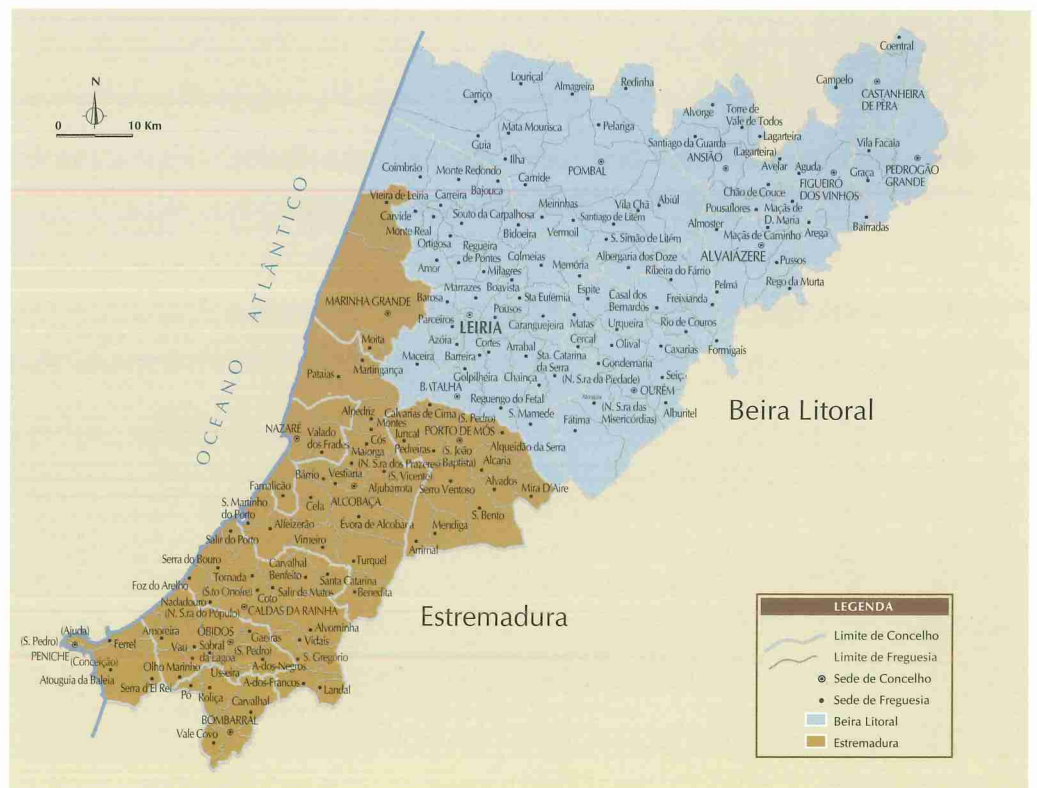 Coentral
Campelo
CASTANHEIRA
DE PÊRA
Louriçal
Almagreira
Redinha
Carriço
Alvorge
Torre de
Vale de Todos
Mata Mourisca
Pelariga
Lagarteira
Guia
Santiago da Guarda
(Lagarteira)
Vila Facaia
ANSIÃO
Ilha
POMBAL
Avelar
Aguda
Graça
PEDROGÃO
GRANDE
Coimbrão
Monte Redondo
Carnide
FIGUEIRÓ
DOS VINHOS
Bajouca
Chão de Couce
Vieira de Leiria
Carreira
Meirinhas
Vila Chã
Abiúl
Pousaflores
Maçãs de
D. Maria
Carvide
Souto da Carpalhosa
Santiago de Litém
Almoster
Bairradas
Monte Real
Bidoeira
Vermoil
Maçãs de Caminho
Arega
Ortigosa
Regueira
de Pontes
S. Simão de Litém
ALVAIÁZERE
Colmeias
Albergaria dos Doze
Pussos
Amor
Milagres
Memória
Ribeira do Fárrio
Rego da Murta
Marrazes
Boavista
Espite
Pelmá
MARINHA GRANDE
Barosa
Sta Eufémia
Casal dos
Bernardos
Freixianda
Pousos
Parceiros
LEIRIA
Caranguejeira
Matas
Urqueira
Rio de Couros
Moita
Azóia
Cortes
Arrabal
Cercal
Olival
Caxarias
Formigais
Maceira
Barreira
Sta. Catarina
da Serra
Gondemaria
Martingança
Pataias
Golpilheira
Chainça
(N. S.ra da Piedade)
Seiç.
BATALHA
OURÉM
Reguengo do Fetal
(N. S.ra das
Misericórdias)
Alburitel
Beira Litoral
Alpedriz
Calvarias de Cima
(S. Pedro)
S. Mamede
Fátima
Montes
NAZARÉ
Valado
dos Frades
Juncal
PORTO DE MÓS
Cós
Alqueidão da Serra
Maiorga
Pedreiras
(S. João
Baptista)
(N. S.ra dos Prazeres)
Alcaria
Bárrio
Vestiaria
(S. Vicente)
Famalicão
Aljubarrota
Serro Ventoso
Alvados
Mira D'Aire
S. Martinho
do Porto
Cela
ALCOBAÇA
S. Bento
Alfeizerão
Évora de Alcobaça
Mendiga
Salir do Porto
Vimeiro
Arrimal
Serra do Bouro
Carvalhal
Benfeito
Turquel
Tornada
Foz do Arelho
Santa Catarina
(S.to Onofre)
Salir de Matos
Benedita
Nadadouro
Coto
(N. S.ra do Pópulo)
CALDAS DA RAINHA
Estremadura
Alvorninha
(Ajuda)
Amoreira
ÓBIDOS
Gaeiras
Vidais
(S. Pedro)
Ferrel
Vau
Sobral
da Lagoa
(S. Pedro)
PENICHE
(Conceição)
S. Gregório
Olho Marinho
A-dos-Negros
Atouguia da Baleia
Usseira
Serra d'El Rei
A-dos-Francos
Landal
Pó
Roliça
Carvalhal
BOMBARRAL
Vale Covo
OCEANO ATLÂNTICO
N
0 10 Km
LEGENDA
Limite de Concelho
Limite de Freguesia
Sede de Concelho
Sede de Freguesia
Beira Litoral
Estremadura